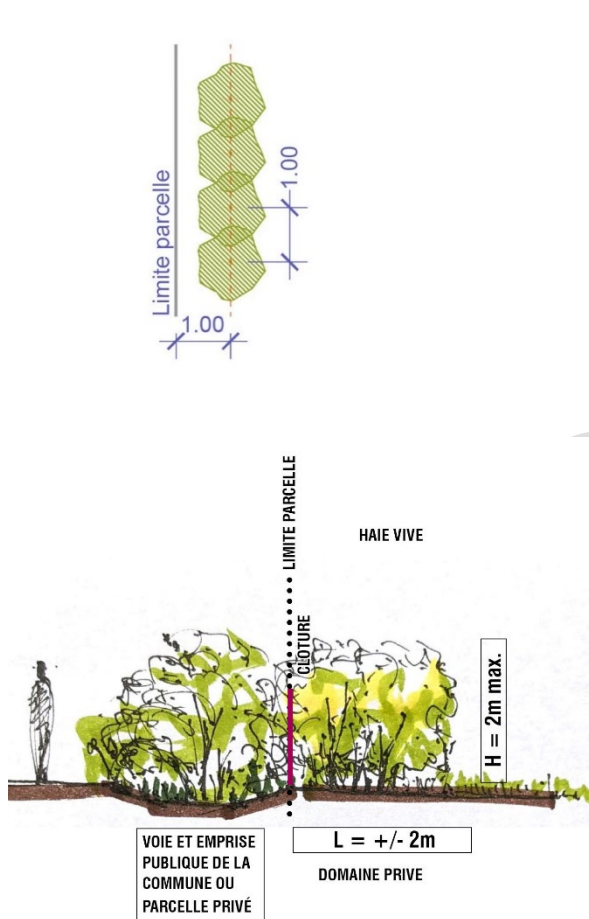 Limite parcelle
1.00
1.00
LIMITE PARCELLE
HAIE VIVE
CLOTURE
H = 2m max.
VOIE ET EMPRISE
PUBLIQUE DE LA
COMMUNE OU
PARCELLE PRIVÉ
L = +/- 2m
DOMAINE PRIVE